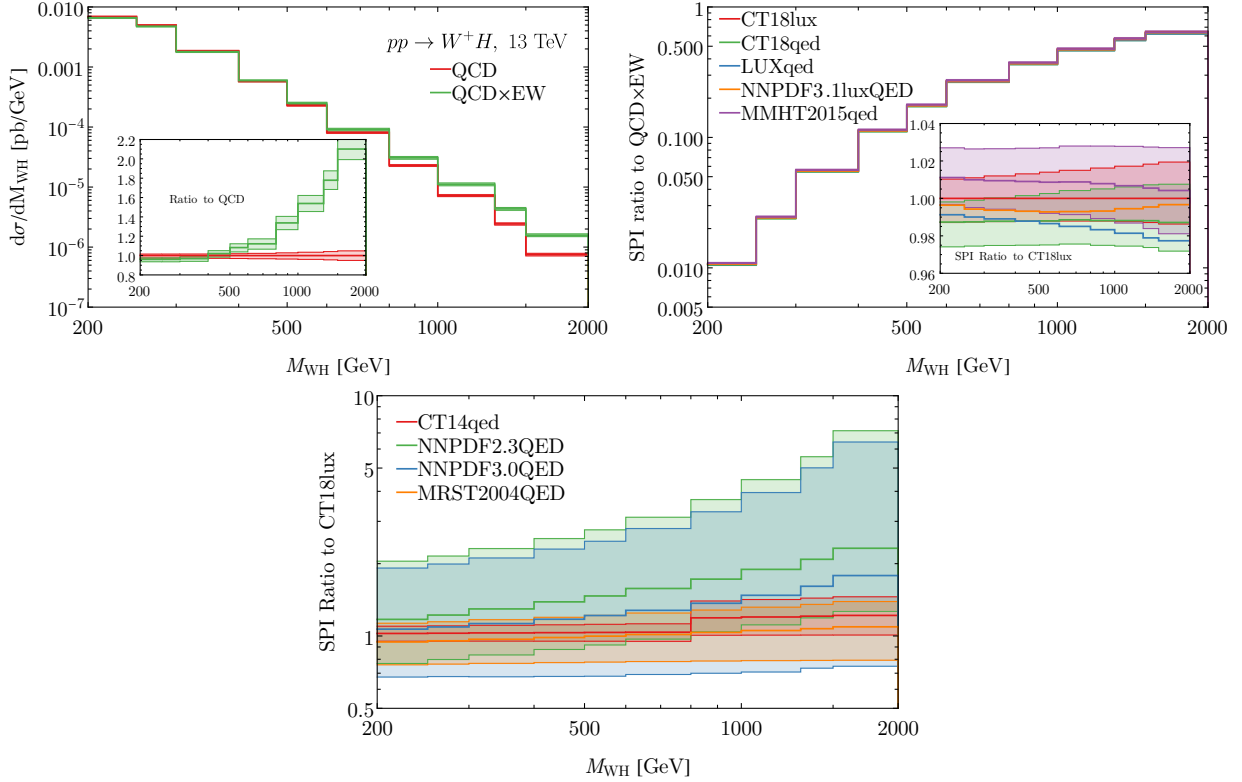 0.010
0.001
10⁻⁴
10⁻⁵
10⁻⁶
10⁻⁷
dσ/dM_WH [pb/GeV]
pp → W⁺H, 13 TeV
QCD
QCD×EW
2.2
2.0
1.8
1.6
1.4
1.2
1.0
0.8
Ratio to QCD
200 500 1000 2000
200 500 1000 2000
M_WH [GeV]
1
0.500
0.100
0.050
0.010
0.005
SPI ratio to QCD×EW
CT18lux
CT18qed
LUXqed
NNPDF3.1luxQED
MMHT2015qed
1.04
1.02
1.00
0.98
0.96
SPI Ratio to CT18lux
200 500 1000 2000
200 500 1000 2000
M_WH [GeV]
10
5
1
0.5
SPI Ratio to CT18lux
CT14qed
NNPDF2.3QED
NNPDF3.0QED
MRST2004QED
200 500 1000 2000
M_WH [GeV]